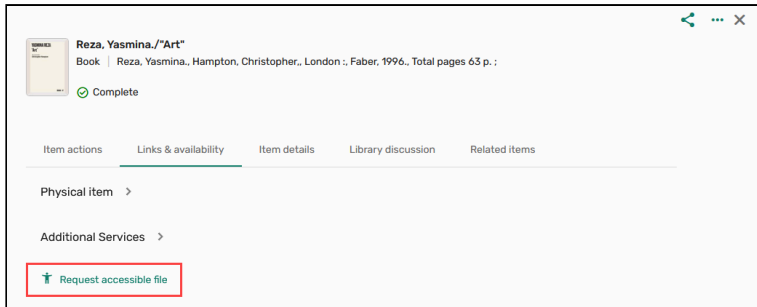 Reza, Yasmina./"Art"
Book | Reza, Yasmina., Hampton, Christopher,, London :, Faber, 1996., Total pages 63 p. ;
Complete
Item actions Links & availability Item details Library discussion Related items
Physical item
Additional Services
Request accessible file